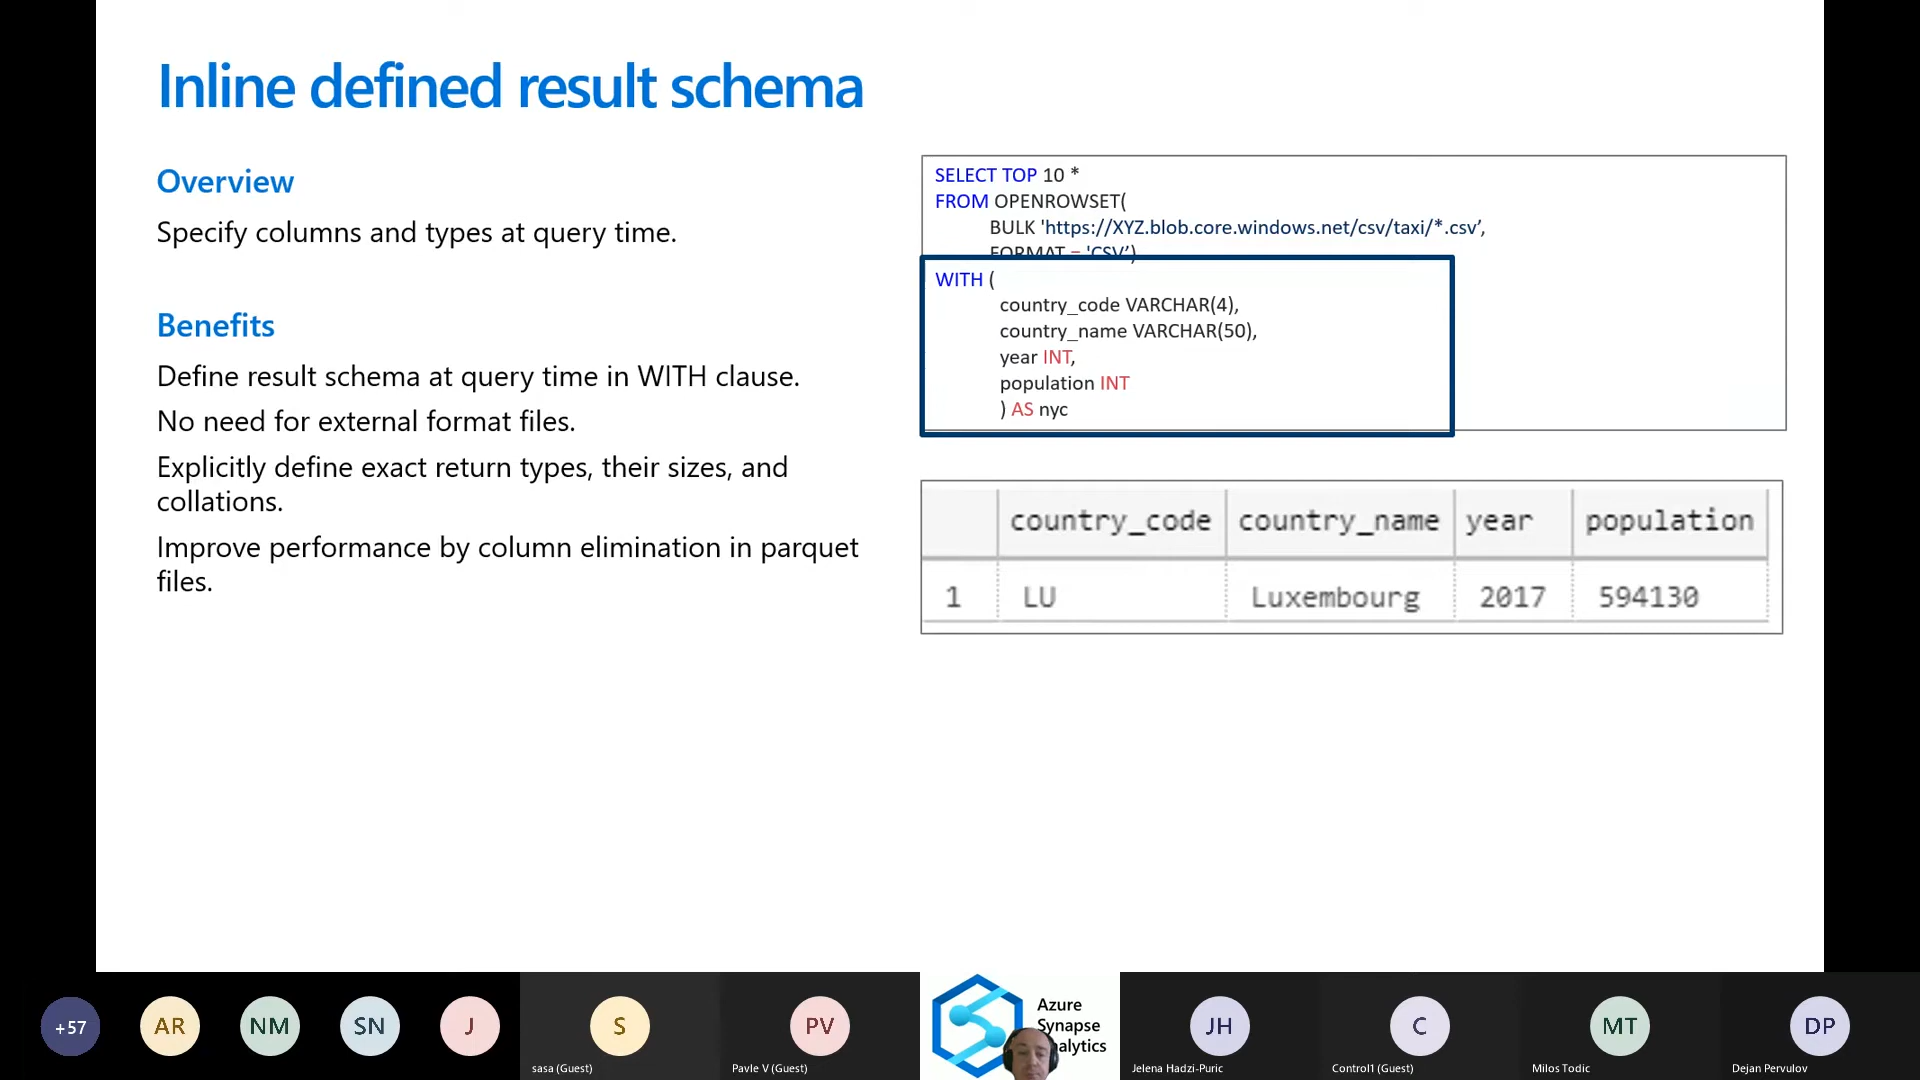 Inline defined result schema
Overview
Specify columns and types at query time.
Benefits
Define result schema at query time in WITH clause.
No need for external format files.
Explicitly define exact return types, their sizes, and
collations.
Improve performance by column elimination in parquet
files.
SELECT TOP 10 *
FROM OPENROWSET(
BULK 'https://XYZ.blob.core.windows.net/csv/taxi/*.csv’,
FORMAT = 'CSV’)
WITH (
country_code VARCHAR(4),
country_name VARCHAR(50),
year INT,
population INT
) AS nyc
country_code country_name year population
1 LU Luxembourg 2017 594130
+57 AR NM SN J S PV JH C MT DP
Azure
Synapse
nalytics
sasa (Guest) Pavle V (Guest) Jelena Hadzi-Puric Control1 (Guest) Milos Todic Dejan Pervulov